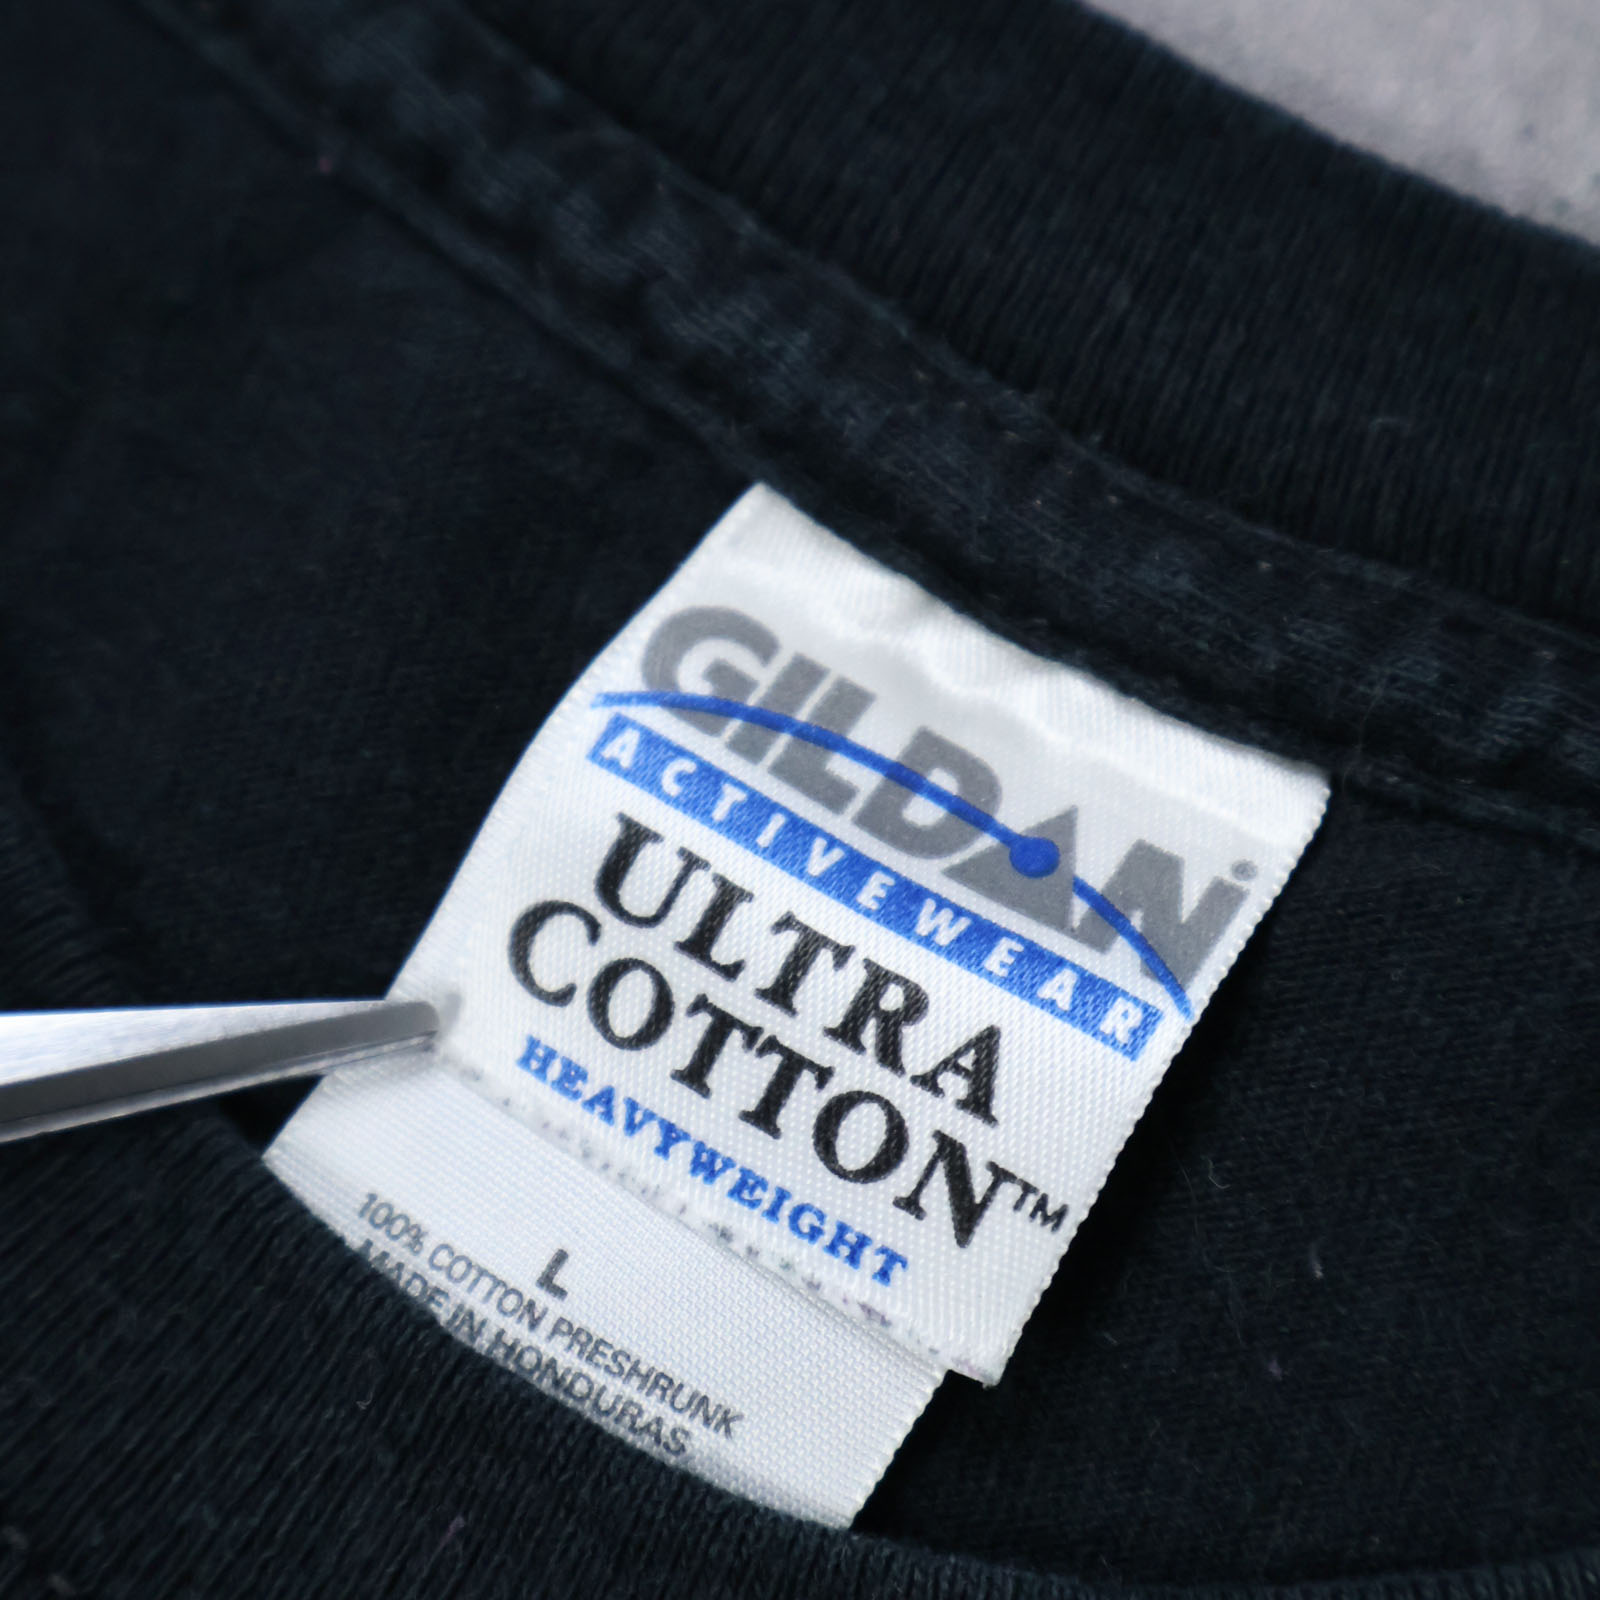 GILDAN
ACTIVEWEAR
ULTRA
COTTON™
HEAVYWEIGHT
L
100% COTTON PRESHRUNK
MADE IN HONDURAS